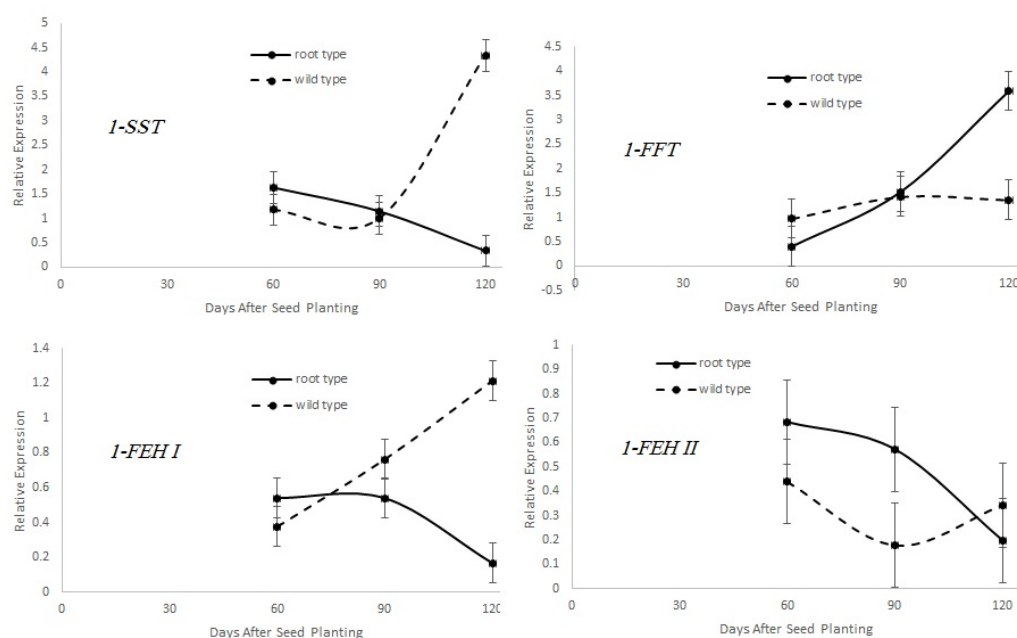 5
4.5
4
3.5
3
2.5
2
1.5
1
0.5
0
Relative Expression
root type
wild type
1-SST
0 30 60 90 120
Days After Seed Planting
4.5
4
3.5
3
2.5
2
1.5
1
0.5
0
-0.5
Relative Expression
root type
wild type
1-FFT
0 30 60 90 120
Days After Seed Planting
1.4
1.2
1
0.8
0.6
0.4
0.2
0
Relative Expression
root type
wild type
1-FEH I
0 30 60 90 120
Days After Seed Planting
1
0.9
0.8
0.7
0.6
0.5
0.4
0.3
0.2
0.1
0
Relative Expression
root type
wild type
1-FEH II
0 30 60 90 120
Days After Seed Planting